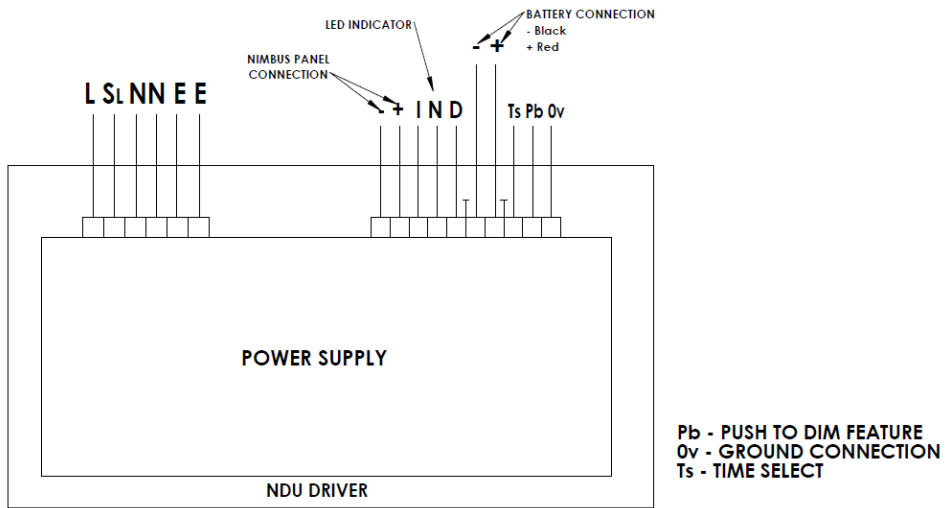 BATTERY CONNECTION
- Black
+ Red
LED INDICATOR
NIMBUS PANEL
CONNECTION
- +
L SL N N E E
- + I N D
Ts Pb 0v
POWER SUPPLY
NDU DRIVER
Pb - PUSH TO DIM FEATURE
0v - GROUND CONNECTION
Ts - TIME SELECT